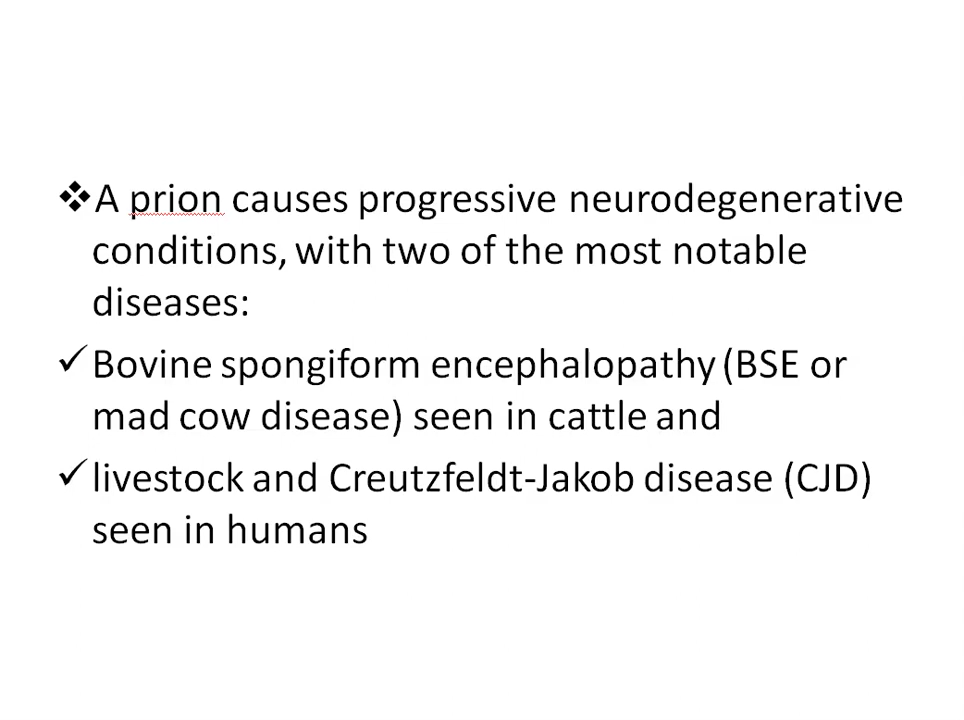 ❖A prion causes progressive neurodegenerative
conditions, with two of the most notable
diseases:
✓Bovine spongiform encephalopathy (BSE or
mad cow disease) seen in cattle and
✓livestock and Creutzfeldt-Jakob disease (CJD)
seen in humans